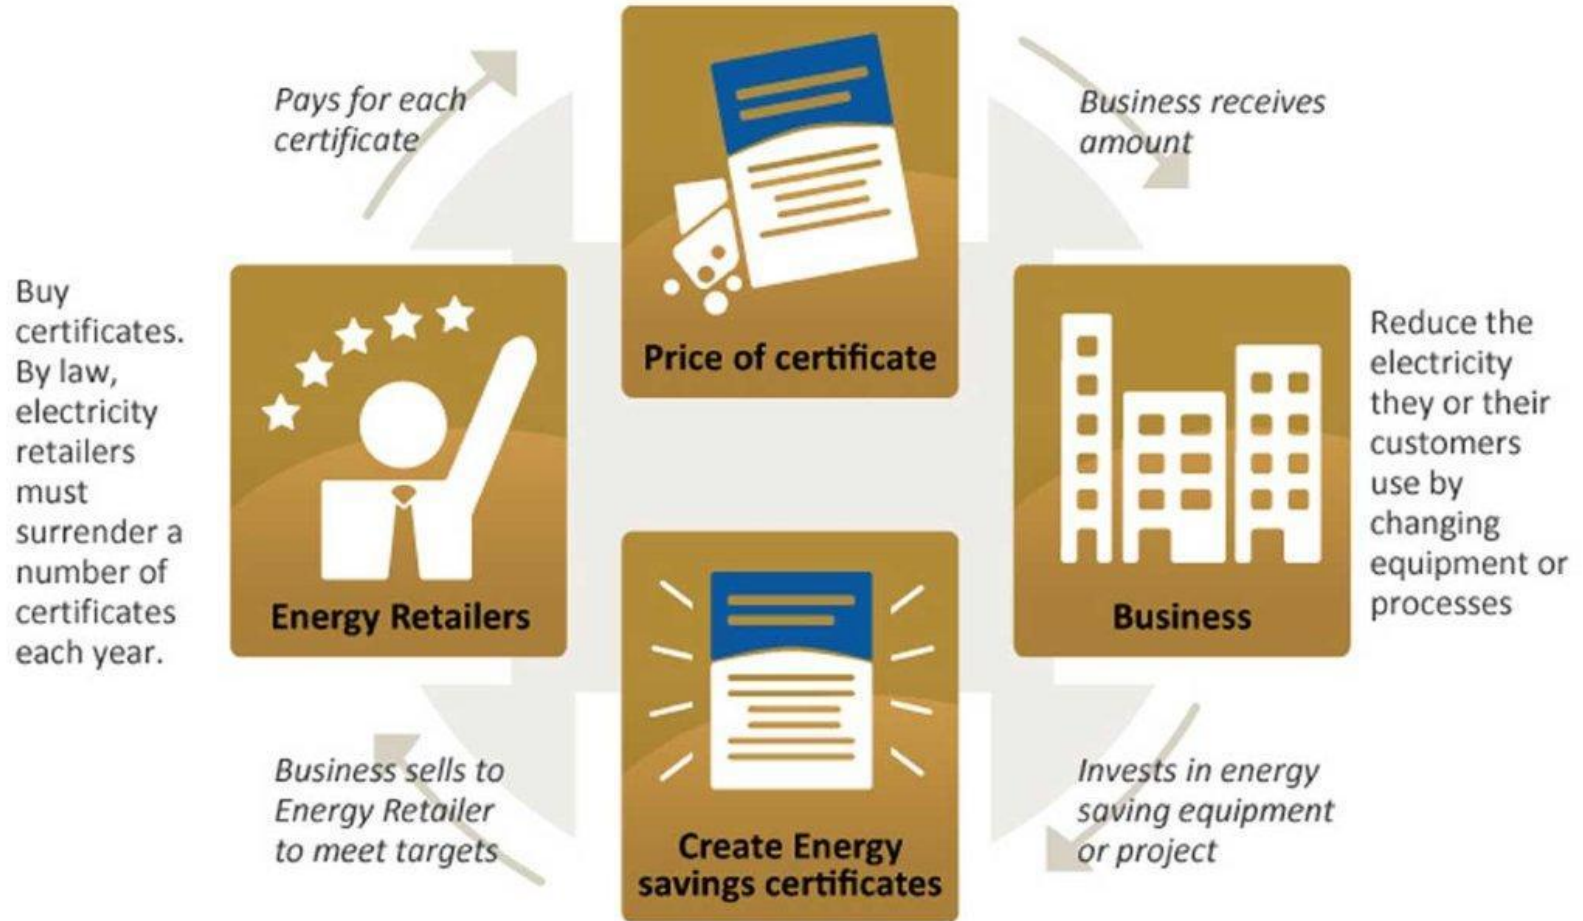 Pays for each
certificate
Business receives
amount
Price of certificate
Buy
certificates.
By law,
electricity
retailers
must
surrender a
number of
certificates
each year.
Energy Retailers
Business
Reduce the
electricity
they or their
customers
use by
changing
equipment or
processes
Business sells to
Energy Retailer
to meet targets
Create Energy
savings certificates
Invests in energy
saving equipment
or project